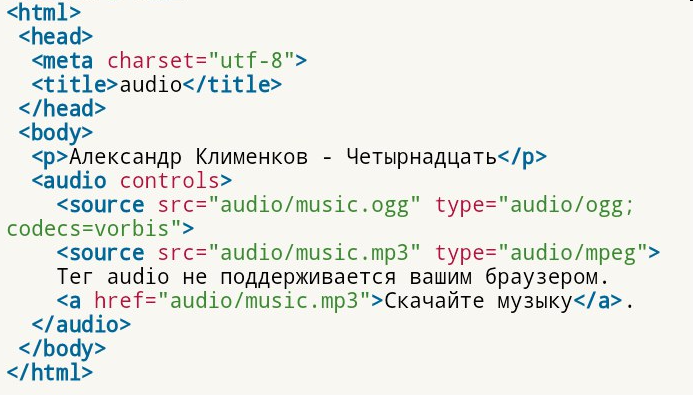 <html>
<head>
<meta charset="utf-8">
<title>audio</title>
</head>
<body>
<p>Александр Клименков - Четырнадцать</p>
<audio controls>
<source src="audio/music.ogg" type="audio/ogg;
codecs=vorbis">
<source src="audio/music.mp3" type="audio/mpeg">
Тег audio не поддерживается вашим браузером.
<a href="audio/music.mp3">Скачайте музыку</a>.
</audio>
</body>
</html>